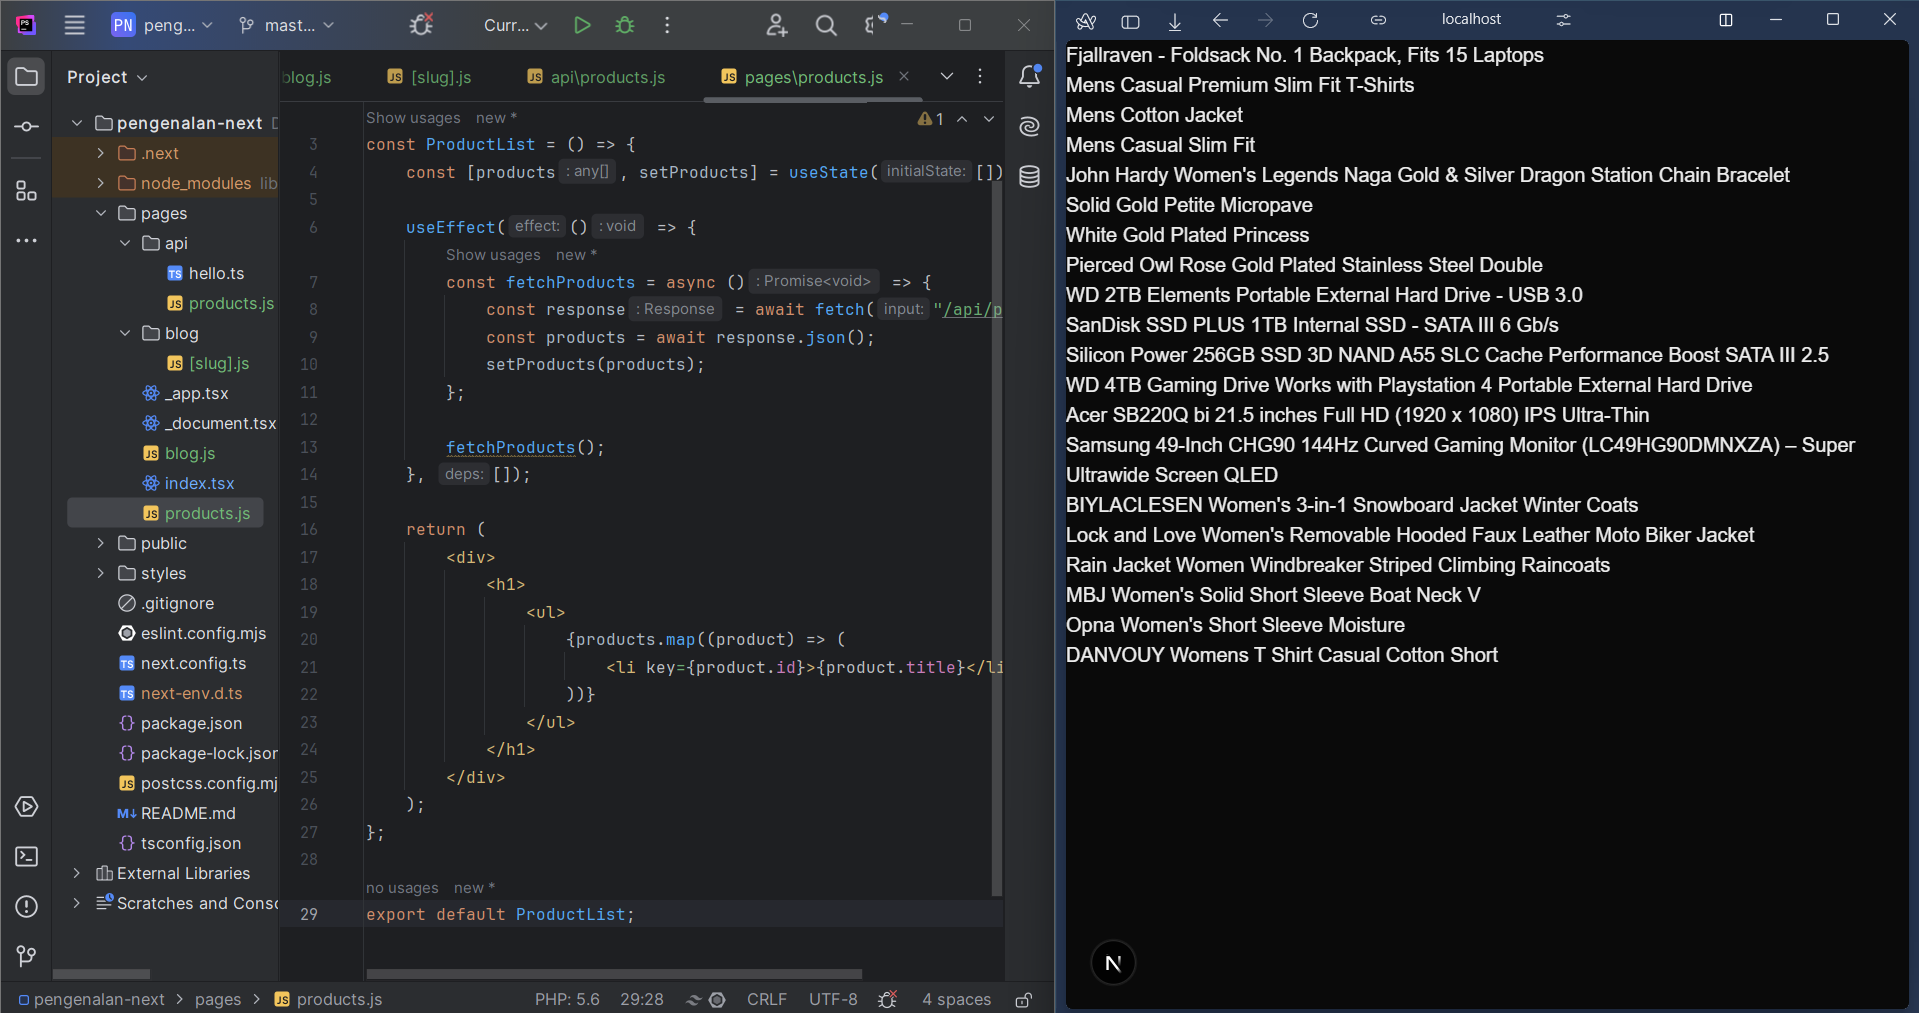 PN peng...
mast...
Curr...
localhost
Project
blog.js
JS [slug].js
JS api\products.js
JS pages\products.js
pengenalan-next
.next
node_modules lib
pages
api
TS hello.ts
JS products.js
blog
JS [slug].js
_app.tsx
_document.tsx
JS blog.js
index.tsx
JS products.js
public
styles
.gitignore
eslint.config.mjs
TS next.config.ts
TS next-env.d.ts
{} package.json
{} package-lock.json
JS postcss.config.mj
M↓ README.md
{} tsconfig.json
External Libraries
Scratches and Conso
Show usages new *
1
3 const ProductList = () => {
4 const [products : any[] , setProducts] = useState( initialState: [])
5
6 useEffect( effect: () : void => {
Show usages new *
7 const fetchProducts = async () : Promise<void> => {
8 const response : Response = await fetch( input: "/api/p
9 const products = await response.json();
10 setProducts(products);
11 };
12
13 fetchProducts();
14 }, deps: []);
15
16 return (
17 <div>
18 <h1>
19 <ul>
20 {products.map((product) => (
21 <li key={product.id}>{product.title}</li
22 ))}
23 </ul>
24 </h1>
25 </div>
26 );
27 };
28
no usages new *
29 export default ProductList;
pengenalan-next > pages > JS products.js
PHP: 5.6 29:28 CRLF UTF-8 4 spaces
Fjallraven - Foldsack No. 1 Backpack, Fits 15 Laptops
Mens Casual Premium Slim Fit T-Shirts
Mens Cotton Jacket
Mens Casual Slim Fit
John Hardy Women's Legends Naga Gold & Silver Dragon Station Chain Bracelet
Solid Gold Petite Micropave
White Gold Plated Princess
Pierced Owl Rose Gold Plated Stainless Steel Double
WD 2TB Elements Portable External Hard Drive - USB 3.0
SanDisk SSD PLUS 1TB Internal SSD - SATA III 6 Gb/s
Silicon Power 256GB SSD 3D NAND A55 SLC Cache Performance Boost SATA III 2.5
WD 4TB Gaming Drive Works with Playstation 4 Portable External Hard Drive
Acer SB220Q bi 21.5 inches Full HD (1920 x 1080) IPS Ultra-Thin
Samsung 49-Inch CHG90 144Hz Curved Gaming Monitor (LC49HG90DMNXZA) – Super
Ultrawide Screen QLED
BIYLACLESEN Women's 3-in-1 Snowboard Jacket Winter Coats
Lock and Love Women's Removable Hooded Faux Leather Moto Biker Jacket
Rain Jacket Women Windbreaker Striped Climbing Raincoats
MBJ Women's Solid Short Sleeve Boat Neck V
Opna Women's Short Sleeve Moisture
DANVOUY Womens T Shirt Casual Cotton Short
N